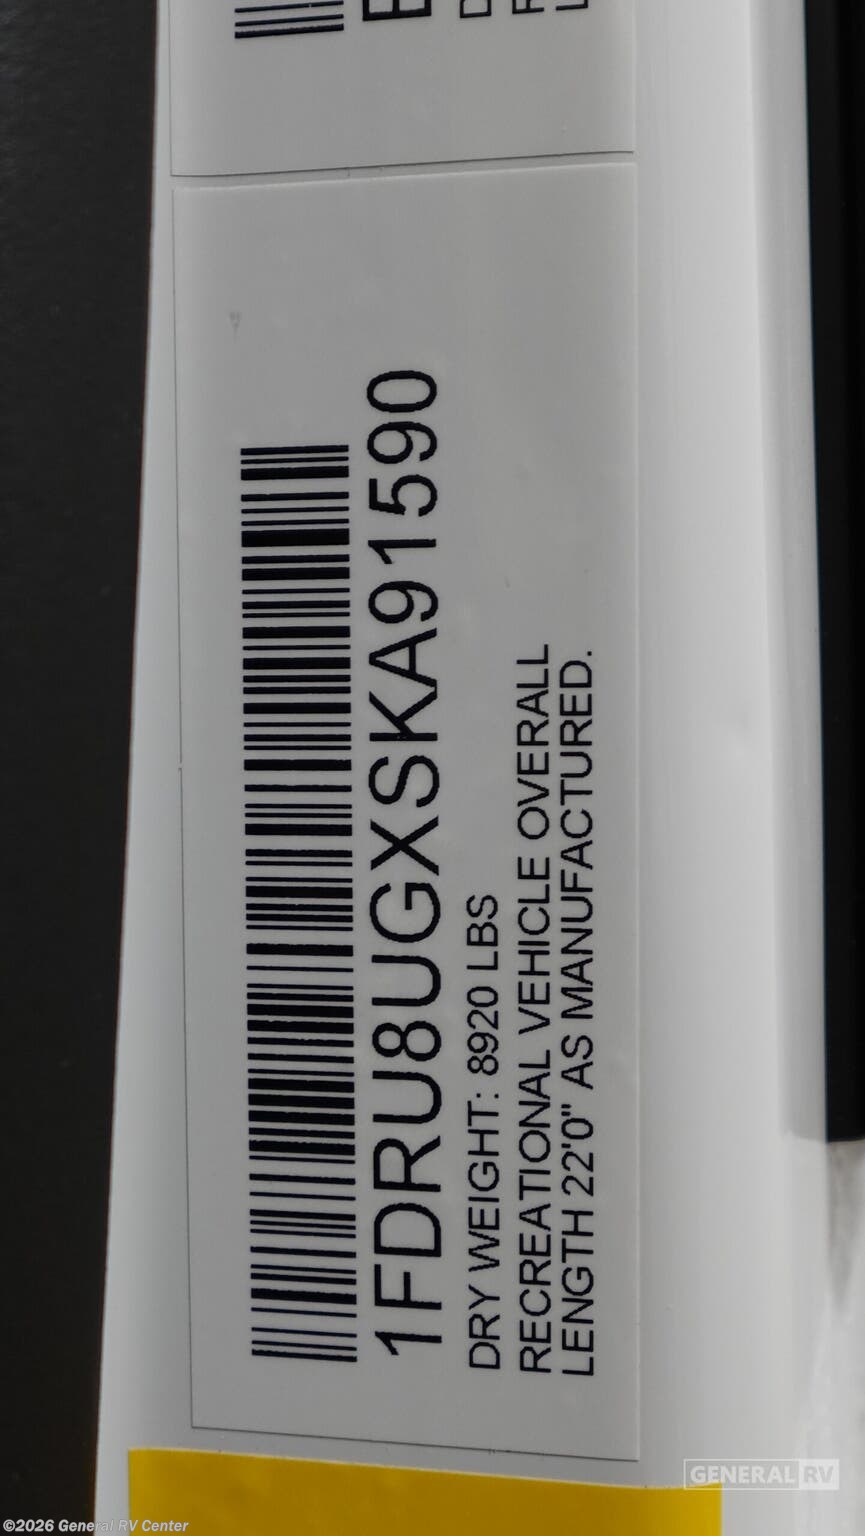 1FDRU8UGXSKA91590
DRY WEIGHT: 8920 LBS
RECREATIONAL VEHICLE OVERALL
LENGTH 22'0" AS MANUFACTURED.
GENERAL RV
©2026 General RV Center